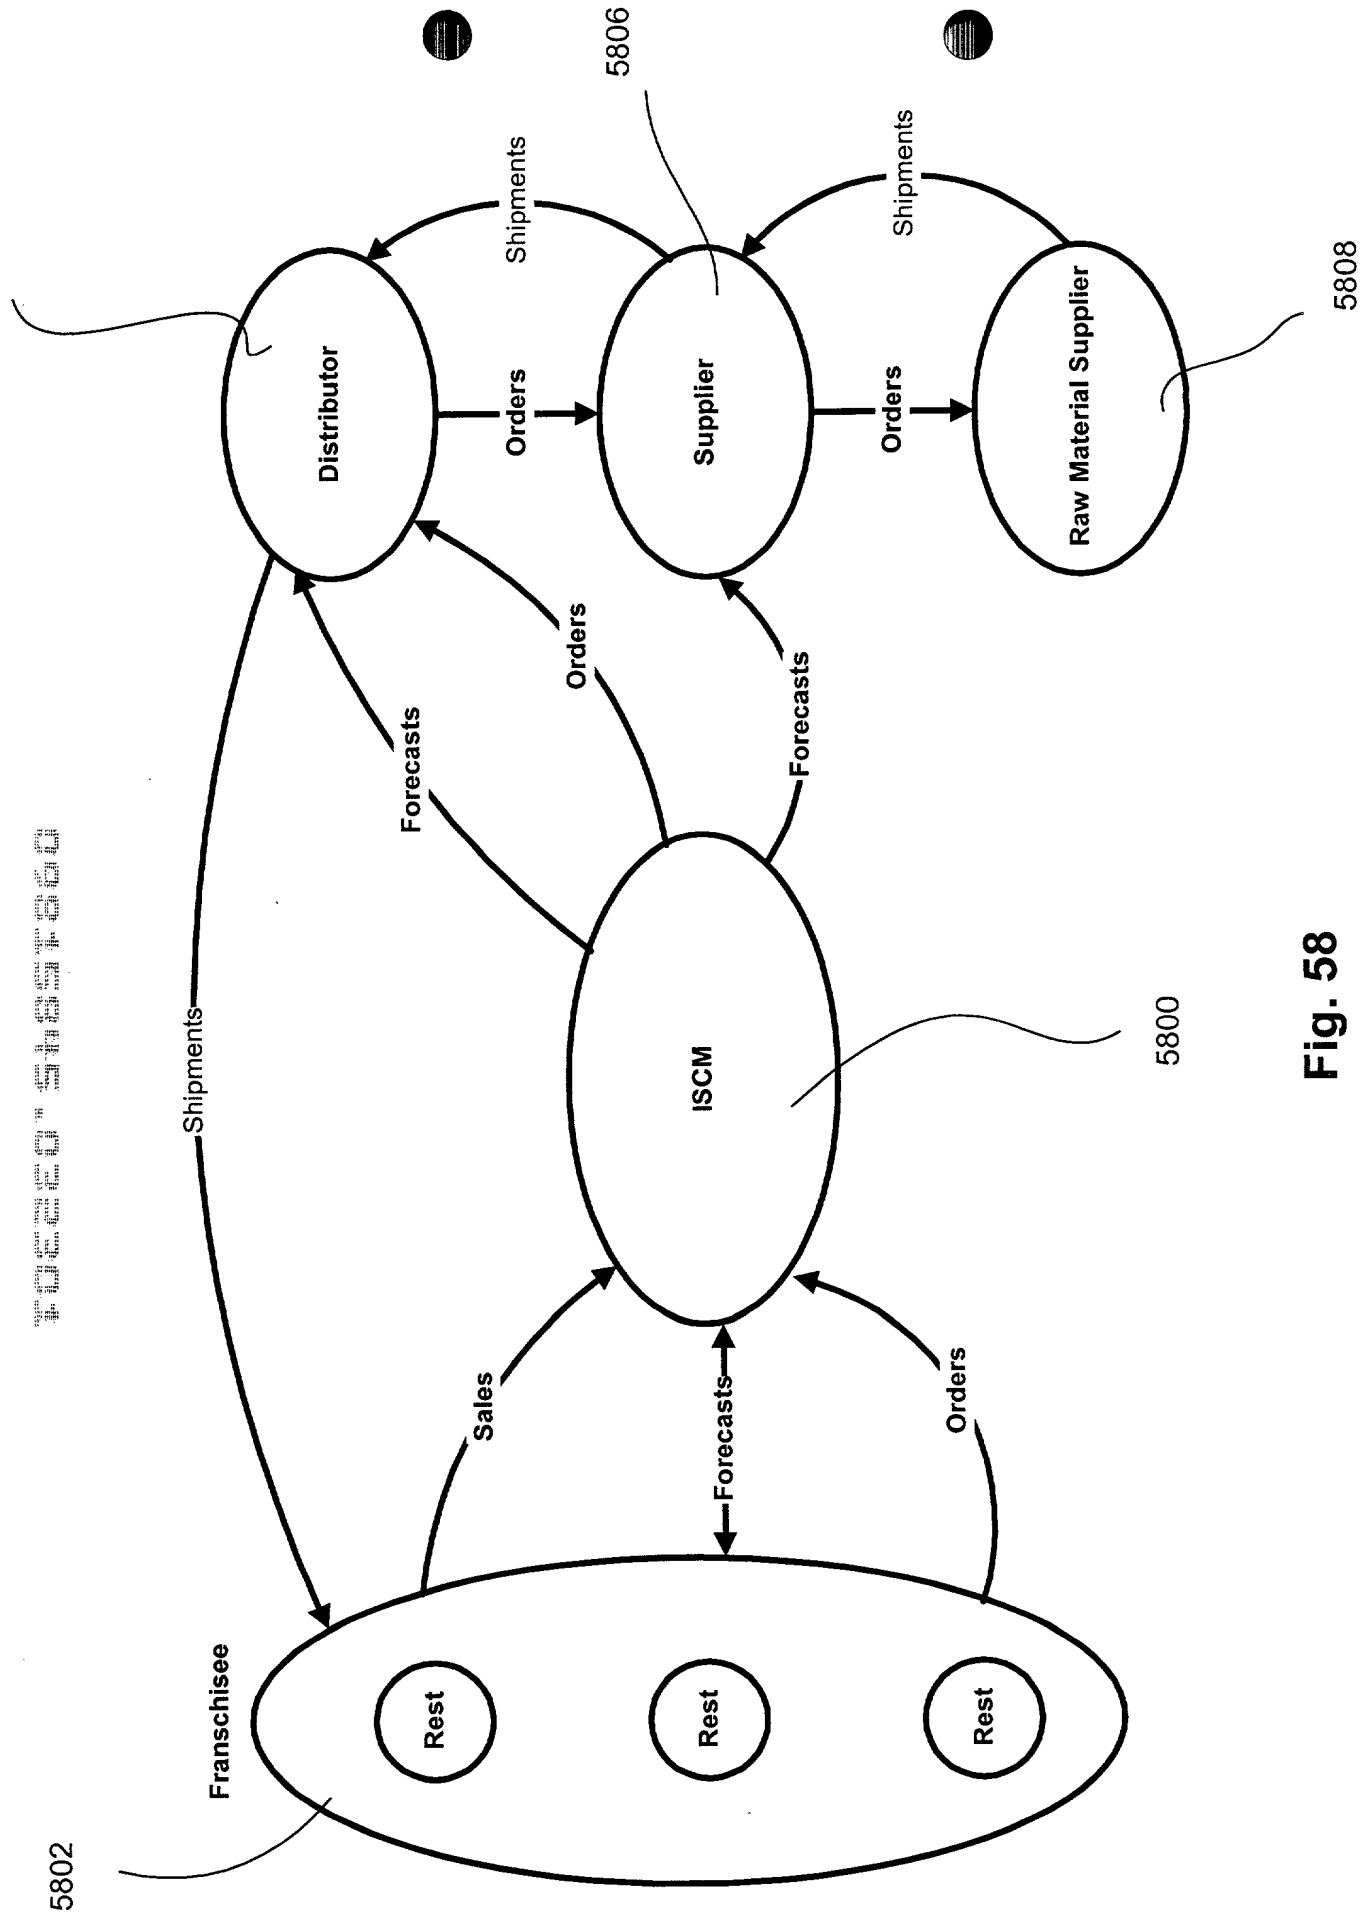 5802
Franschisee
Rest
Rest
Rest
Shipments
Sales
Forecasts
Orders
ISCM
5800
Forecasts
Orders
Forecasts
Distributor
Orders
Shipments
Supplier
5806
Orders
Shipments
Raw Material Supplier
5808
Fig. 58